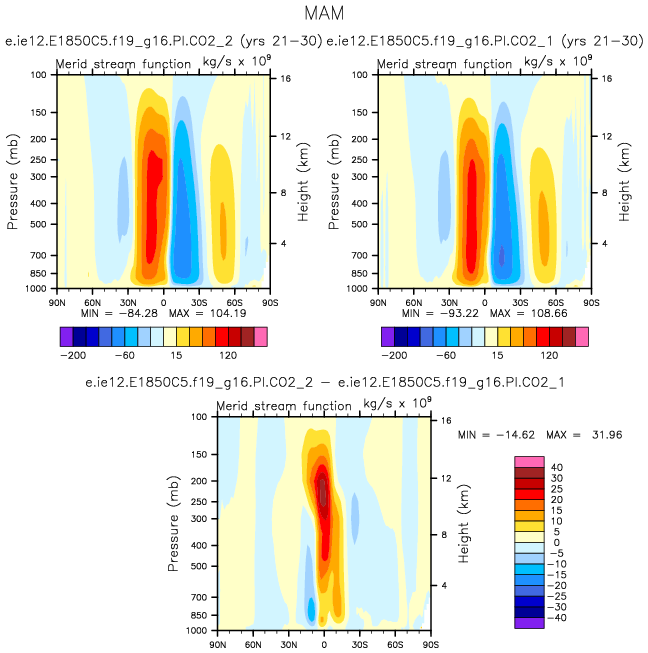 MAM
e.ie12.E1850C5.f19_g16.PI.CO2_2 (yrs 21-30) e.ie12.E1850C5.f19_g16.PI.CO2_1 (yrs 21-30)
Merid stream function kg/s x 10⁹ Merid stream function kg/s x 10⁹
100 16 100 16
150 150
200 12 200 12
250 250
300 300
8 8
400 400
500 500
4 4
700 700
850 850
1000 1000
Pressure (mb) Height (km) Pressure (mb) Height (km)
90N 60N 30N 0 30S 60S 90S 90N 60N 30N 0 30S 60S 90S
MIN = -84.28 MAX = 104.19 MIN = -93.22 MAX = 108.66
-200 -60 15 120 -200 -60 15 120
e.ie12.E1850C5.f19_g16.PI.CO2_2 - e.ie12.E1850C5.f19_g16.PI.CO2_1
Merid stream function kg/s x 10⁹
MIN = -14.62 MAX = 31.96
100 16
150
200 12
250
300
8
400
500
4
700
850
1000
Pressure (mb) Height (km)
90N 60N 30N 0 30S 60S 90S
40
30
25
20
15
10
5
0
-5
-10
-15
-20
-25
-30
-40